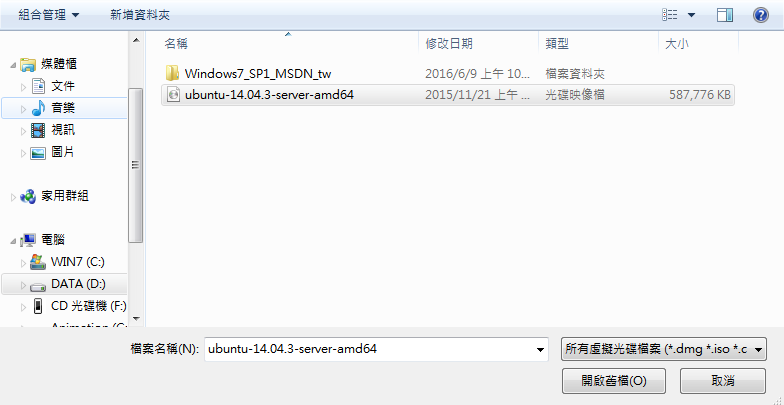 組合管理 新增資料夾
名稱 修改日期 類型 大小
媒體櫃
文件
音樂
視訊
圖片
家用群組
電腦
WIN7 (C:)
DATA (D:)
CD 光碟機 (F:)
Windows7_SP1_MSDN_tw 2016/6/9 上午 10... 檔案資料夾
ubuntu-14.04.3-server-amd64 2015/11/21 上午 ... 光碟映像檔 587,776 KB
檔案名稱(N): ubuntu-14.04.3-server-amd64 所有虛擬光碟檔案 (*.dmg *.iso *.c
開啟舊檔(O) 取消